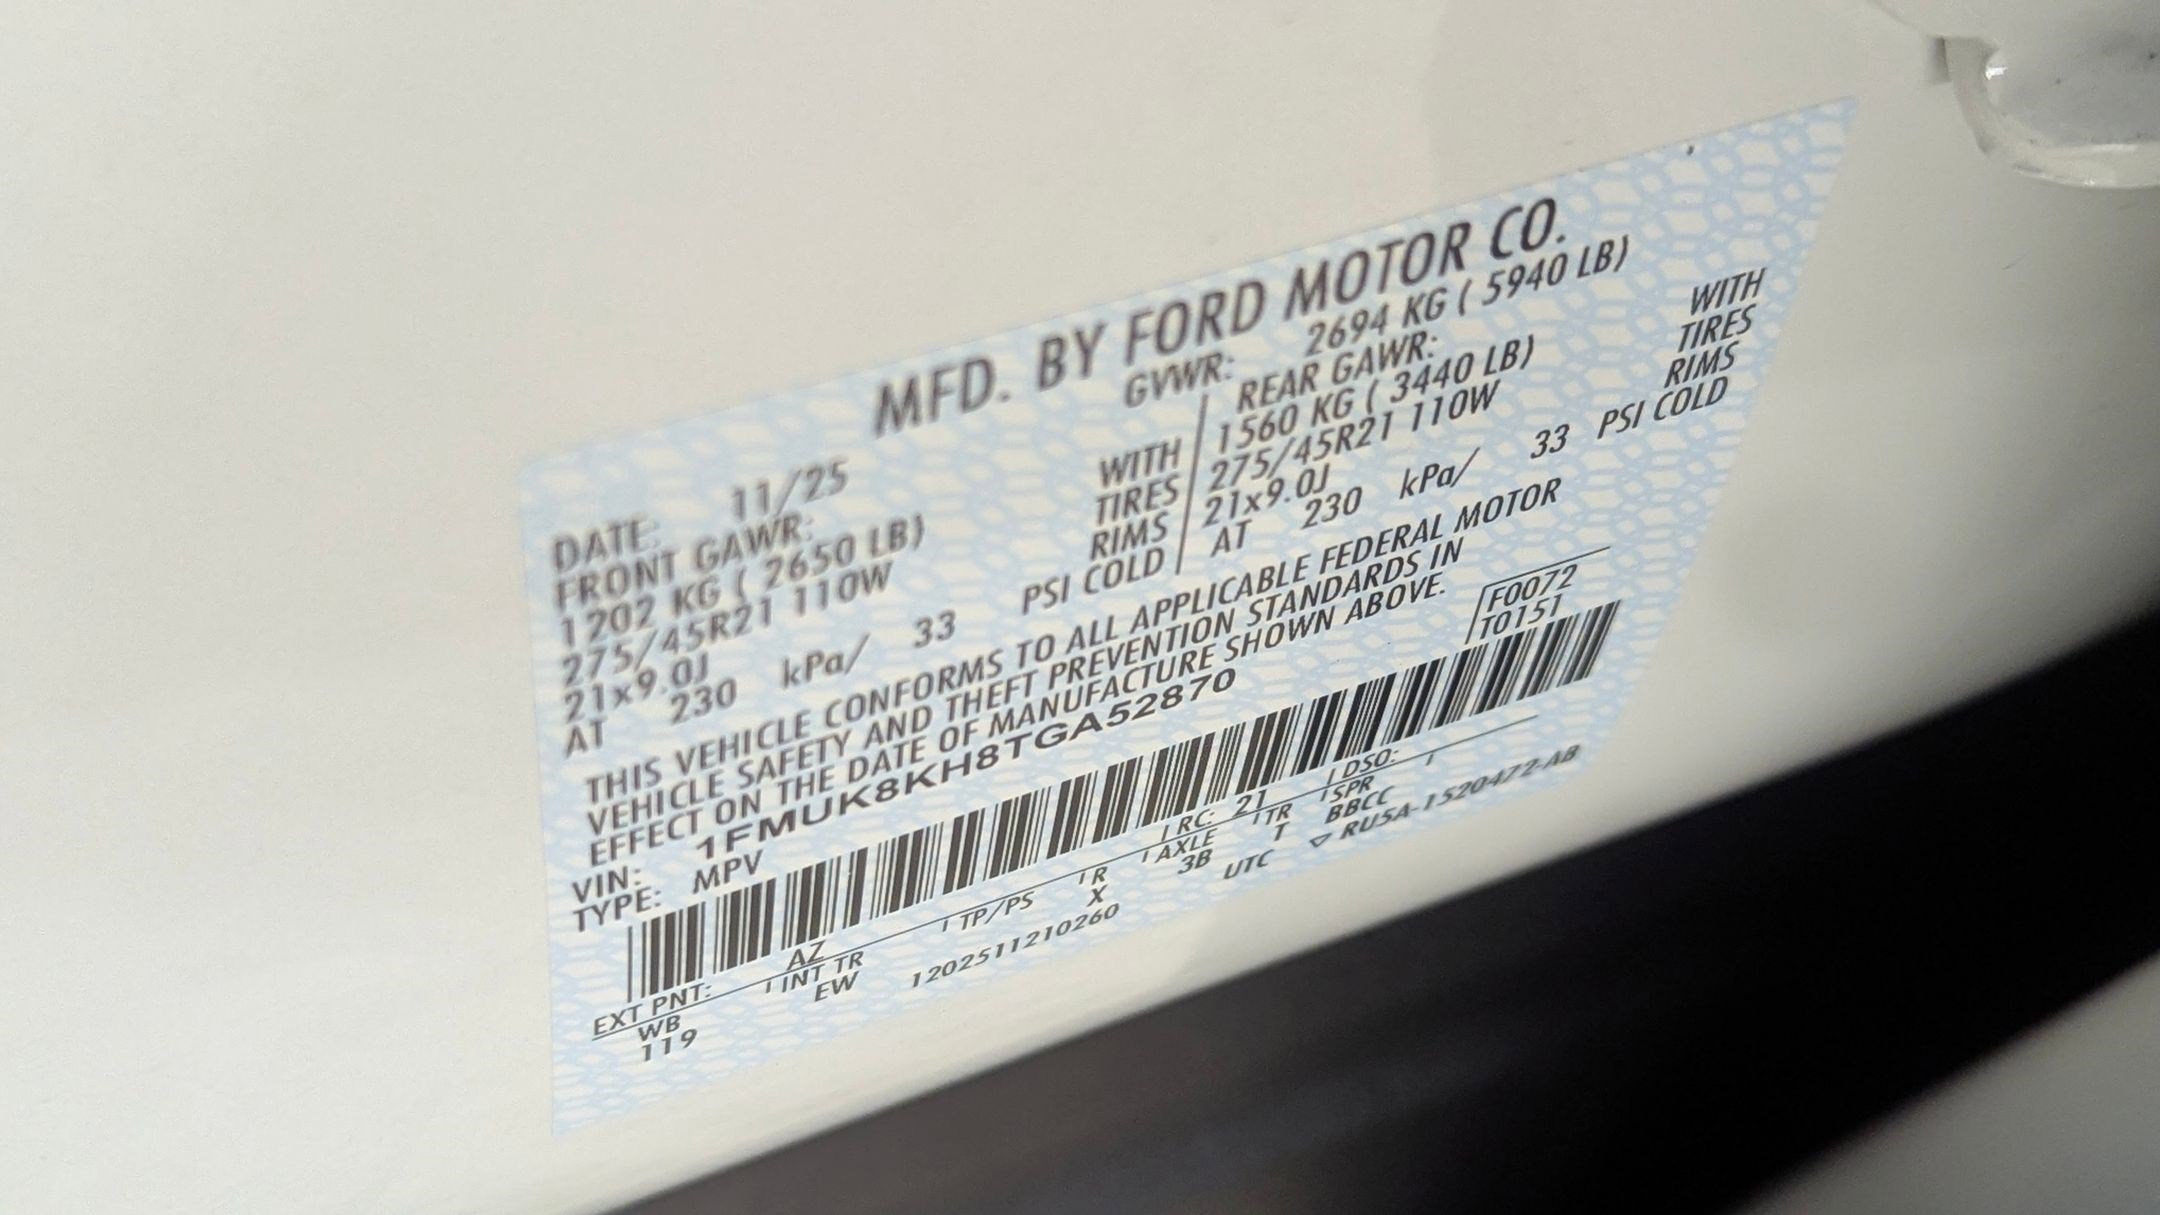 MFD. BY FORD MOTOR CO.
DATE: 11/25 GVWR: 2694 KG ( 5940 LB)
FRONT GAWR: REAR GAWR:
1202 KG ( 2650 LB) WITH 1560 KG ( 3440 LB) WITH
275/45R21 110W TIRES 275/45R21 110W TIRES
21x9.0J RIMS 21x9.0J RIMS
AT 230 kPa/ 33 PSI COLD AT 230 kPa/ 33 PSI COLD
THIS VEHICLE CONFORMS TO ALL APPLICABLE FEDERAL MOTOR
VEHICLE SAFETY AND THEFT PREVENTION STANDARDS IN
EFFECT ON THE DATE OF MANUFACTURE SHOWN ABOVE.
VIN: 1FMUK8KH8TGA52870 F0072
TYPE: MPV T0151
EXT PNT: AZ RC: 21 DSO:
WB INT TR TP/PS R AXLE TR SPR
119 EW X 3B T BBCC
1202511210260 UTC ▽ RU5A-1520472-AB